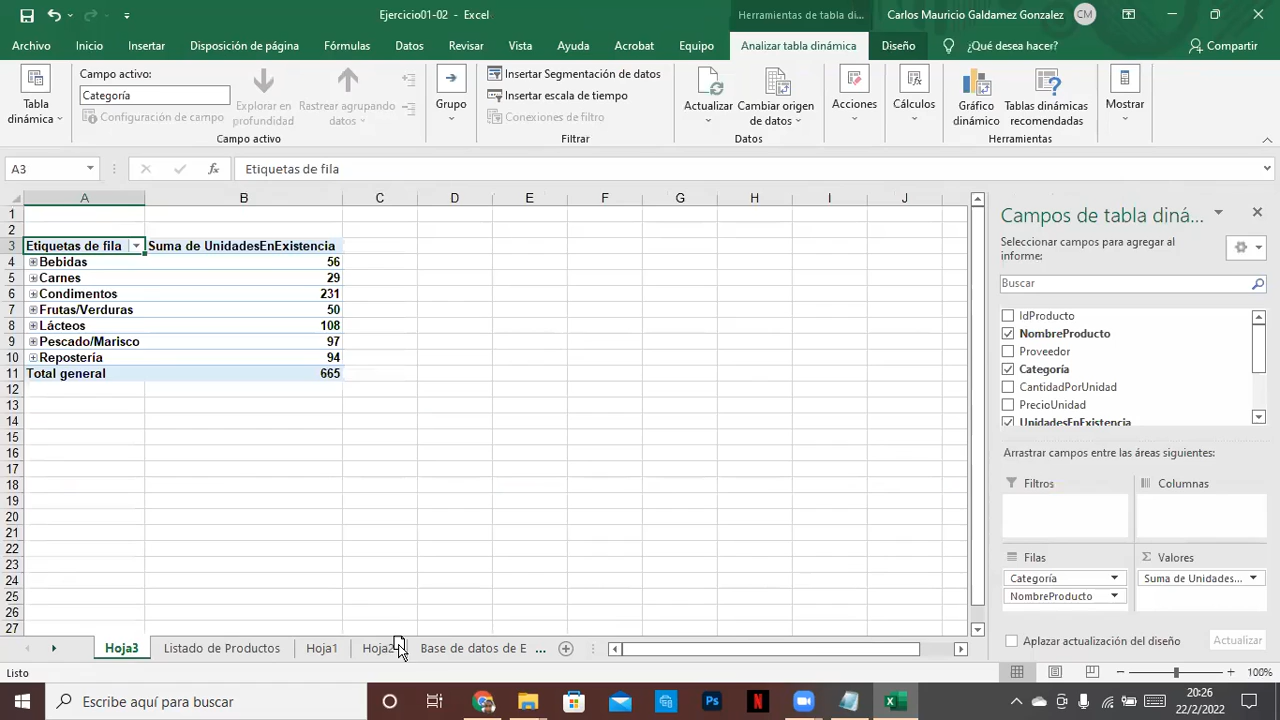 Ejercicio01-02 - Excel
Herramientas de tabla di...
Carlos Mauricio Galdamez Gonzalez
CM
Archivo
Inicio
Insertar
Disposición de página
Fórmulas
Datos
Revisar
Vista
Ayuda
Acrobat
Equipo
Analizar tabla dinámica
Diseño
¿Qué desea hacer?
Compartir
Tabla dinámica
Campo activo:
Categoría
Configuración de campo
Explorar en profundidad
Rastrear agrupando datos
Campo activo
Grupo
Insertar Segmentación de datos
Insertar escala de tiempo
Conexiones de filtro
Filtrar
Actualizar
Cambiar origen de datos
Datos
Acciones
Cálculos
Gráfico dinámico
Tablas dinámicas recomendadas
Herramientas
Mostrar
A3
fx
Etiquetas de fila
A B C D E F G H I J
1
2
3 Etiquetas de fila Suma de UnidadesEnExistencia
4 Bebidas 56
5 Carnes 29
6 Condimentos 231
7 Frutas/Verduras 50
8 Lácteos 108
9 Pescado/Marisco 97
10 Repostería 94
11 Total general 665
12
13
14
15
16
17
18
19
20
21
22
23
24
25
26
27
Campos de tabla diná...
Seleccionar campos para agregar al
informe:
Buscar
IdProducto
NombreProducto
Proveedor
Categoría
CantidadPorUnidad
PrecioUnidad
UnidadesEnExistencia
Arrastrar campos entre las áreas siguientes:
Filtros
Columnas
Filas
Σ Valores
Categoría
Suma de Unidades...
NombreProducto
Aplazar actualización del diseño
Actualizar
Hoja3
Listado de Productos
Hoja1
Hoja2
Base de datos de E ...
Listo
100%
Escribe aquí para buscar
20:26
22/2/2022